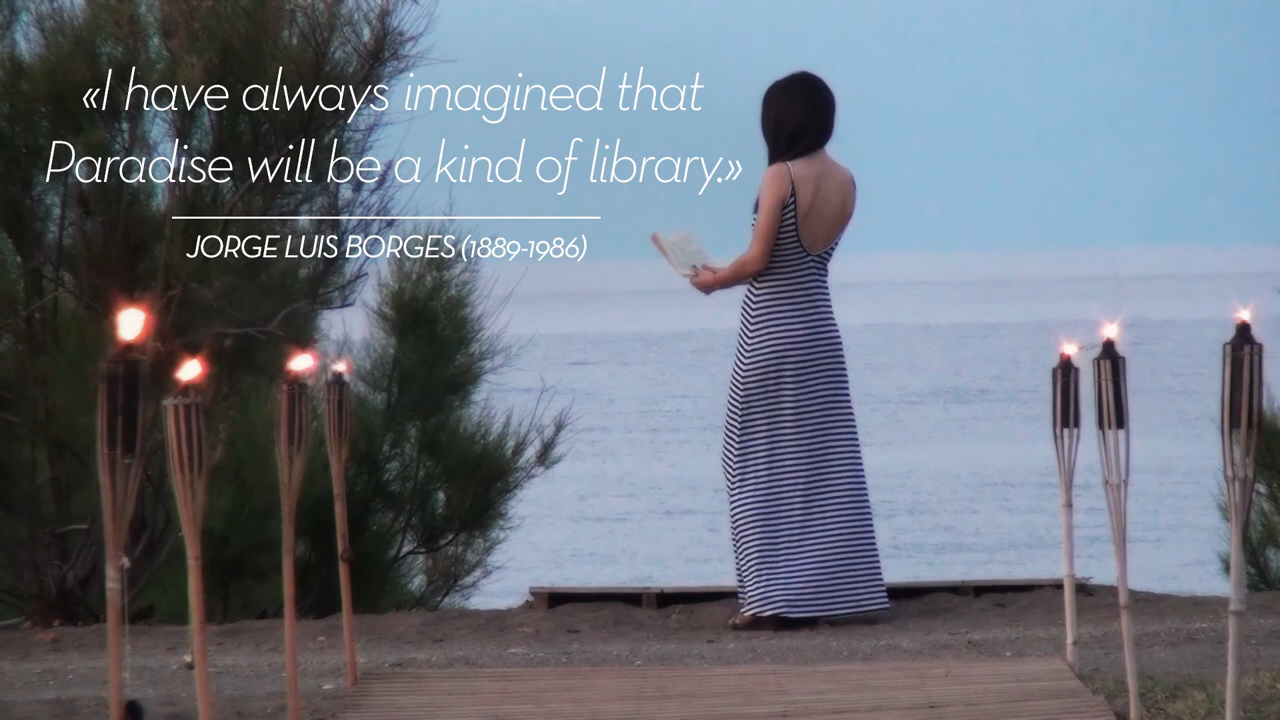 «I have always imagined that
Paradise will be a kind of library.»
JORGE LUIS BORGES (1889-1986)